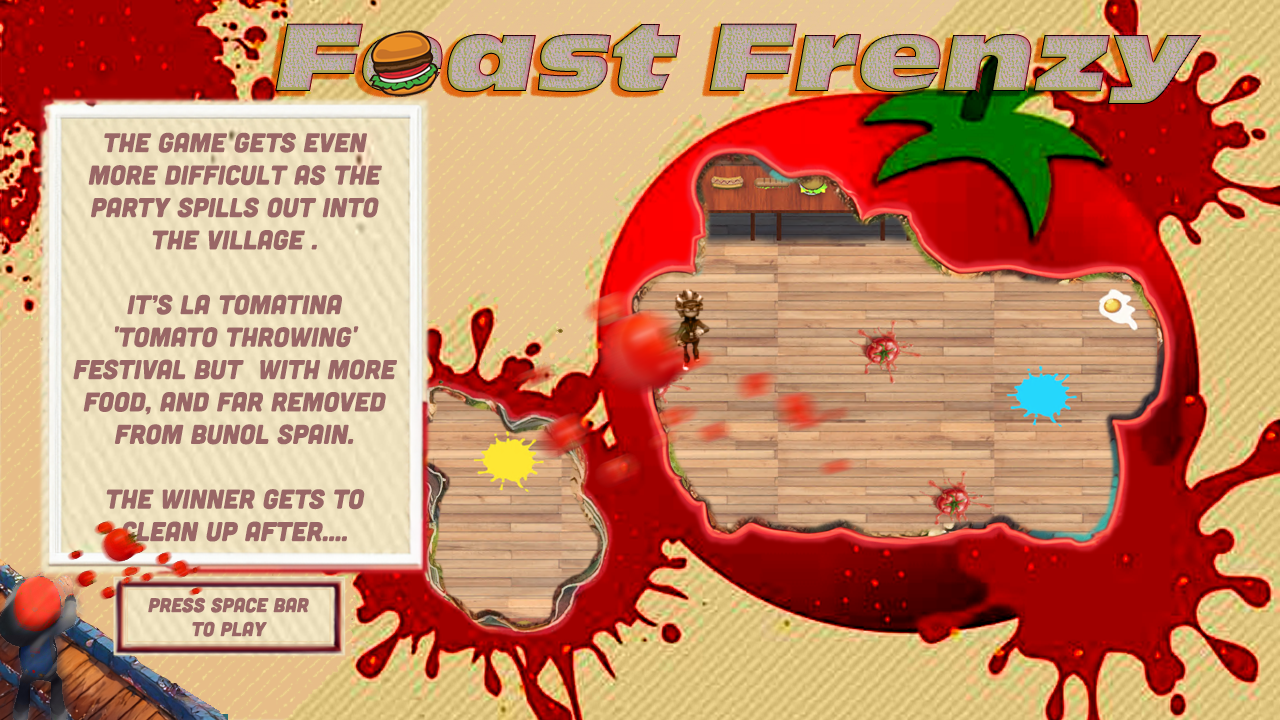 Feast Frenzy
THE GAME GETS EVEN
MORE DIFFICULT AS THE
PARTY SPILLS OUT INTO
THE VILLAGE .
IT'S LA TOMATINA
'TOMATO THROWING'
FESTIVAL BUT  WITH MORE
FOOD, AND FAR REMOVED
FROM BUNOL SPAIN.
THE WINNER GETS TO
CLEAN UP AFTER....
PRESS SPACE BAR
TO PLAY